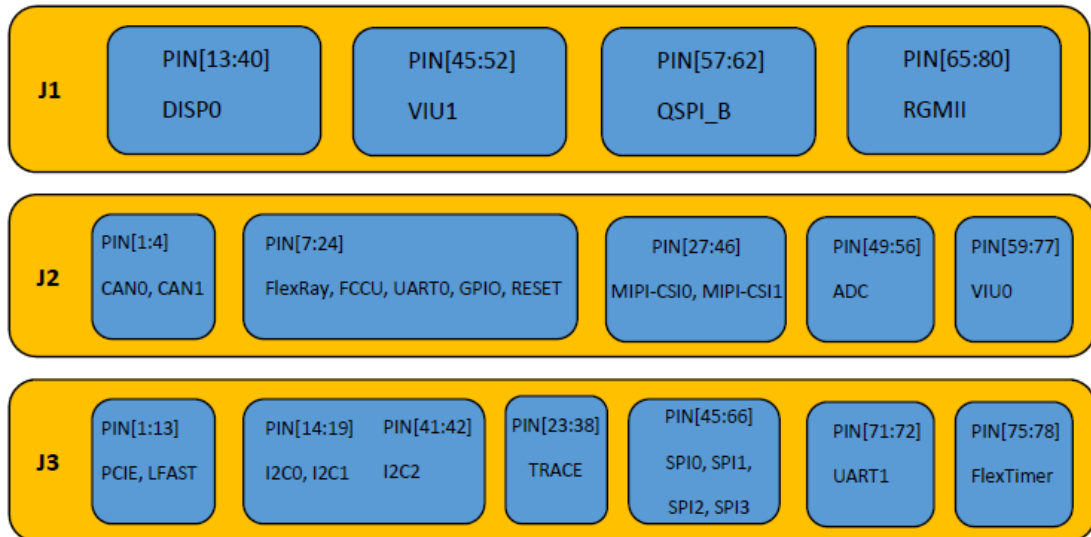 J1
PIN[13:40]
DISP0
PIN[45:52]
VIU1
PIN[57:62]
QSPI_B
PIN[65:80]
RGMII
J2
PIN[1:4]
CAN0, CAN1
PIN[7:24]
FlexRay, FCCU, UART0, GPIO, RESET
PIN[27:46]
MIPI-CSI0, MIPI-CSI1
PIN[49:56]
ADC
PIN[59:77]
VIU0
J3
PIN[1:13]
PCIE, LFAST
PIN[14:19]
I2C0, I2C1
PIN[41:42]
I2C2
PIN[23:38]
TRACE
PIN[45:66]
SPI0, SPI1,
SPI2, SPI3
PIN[71:72]
UART1
PIN[75:78]
FlexTimer